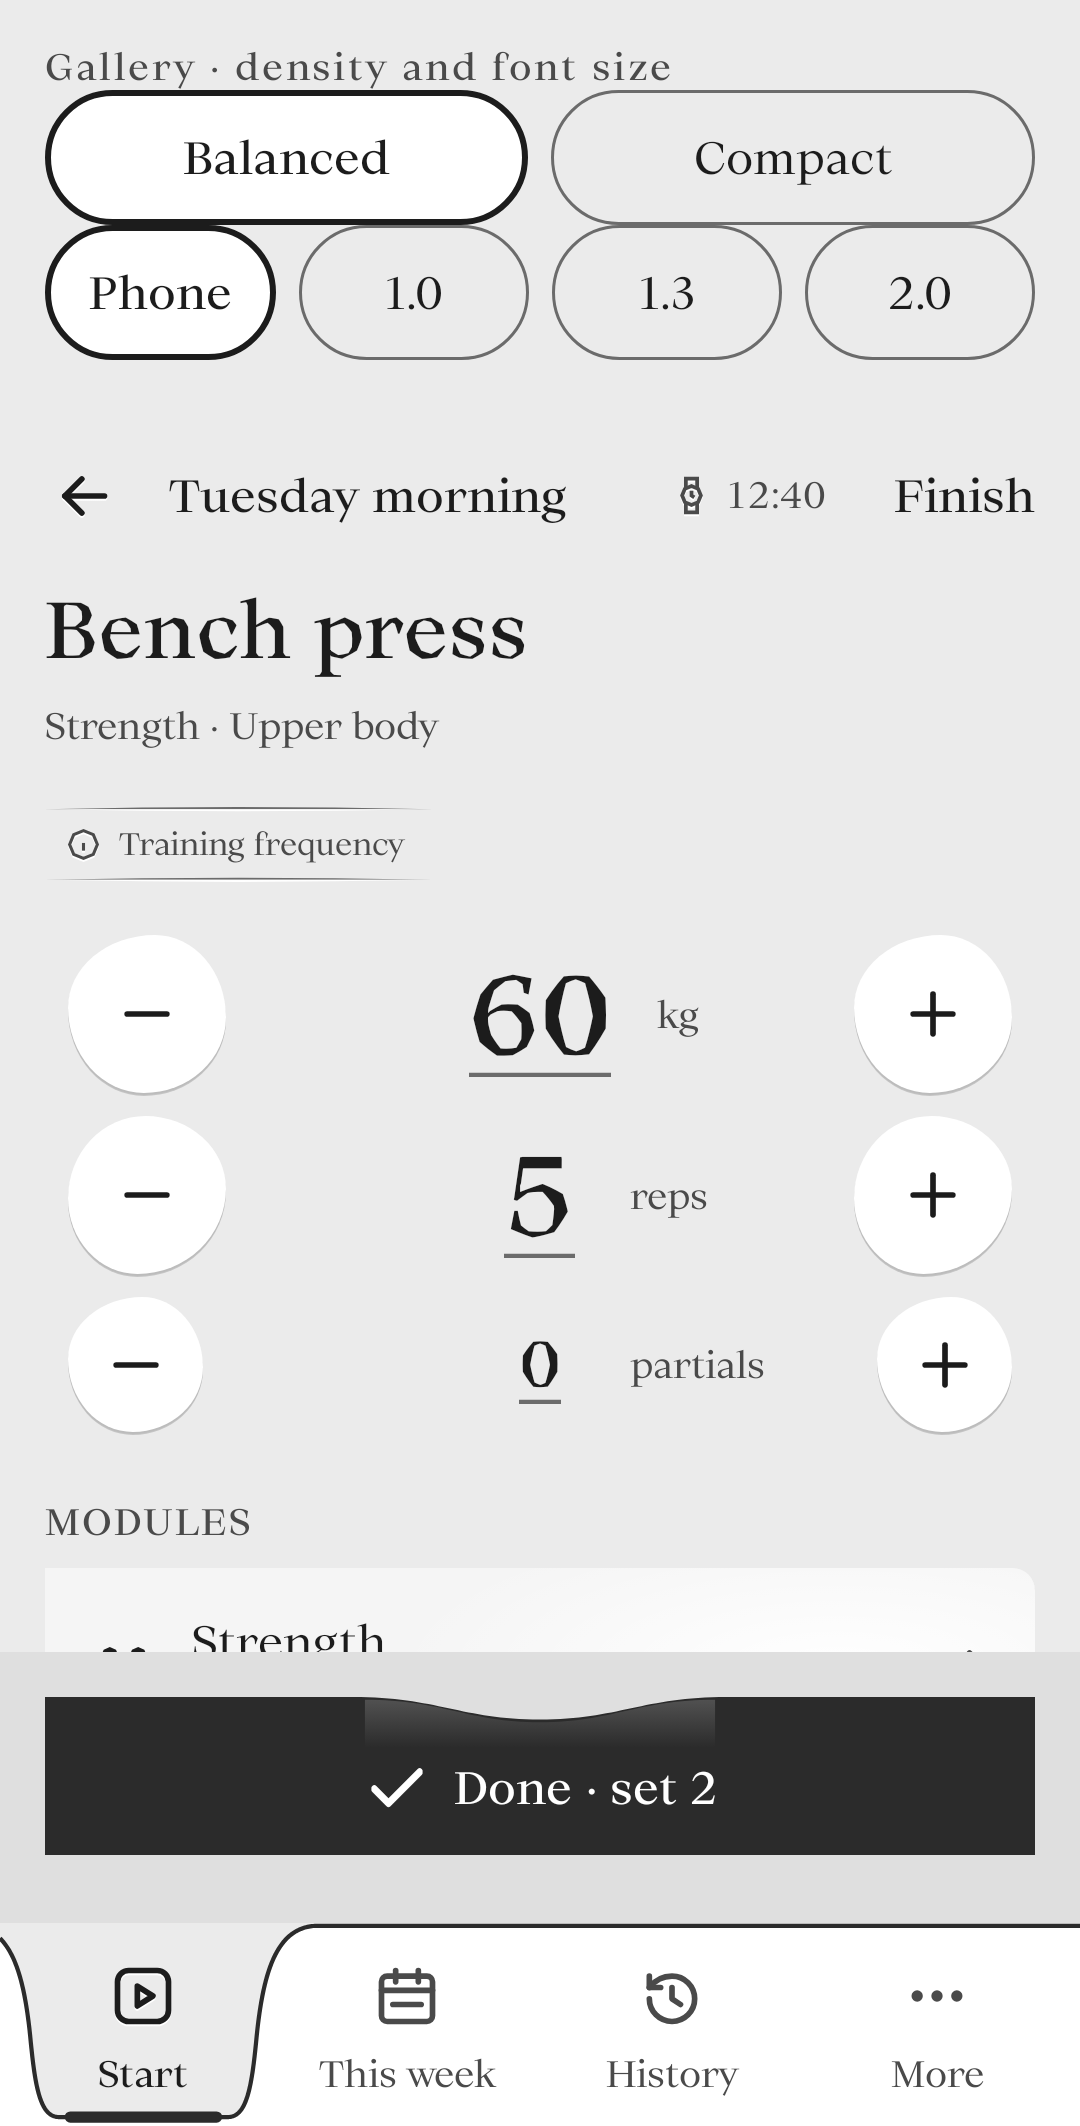 Gallery · density and font size
Balanced Compact
Phone 1.0 1.3 2.0
Tuesday morning 12:40 Finish
Bench press
Strength · Upper body
Training frequency
60 kg
5 reps
0 partials
MODULES
Strength
Done · set 2
Start This week History More